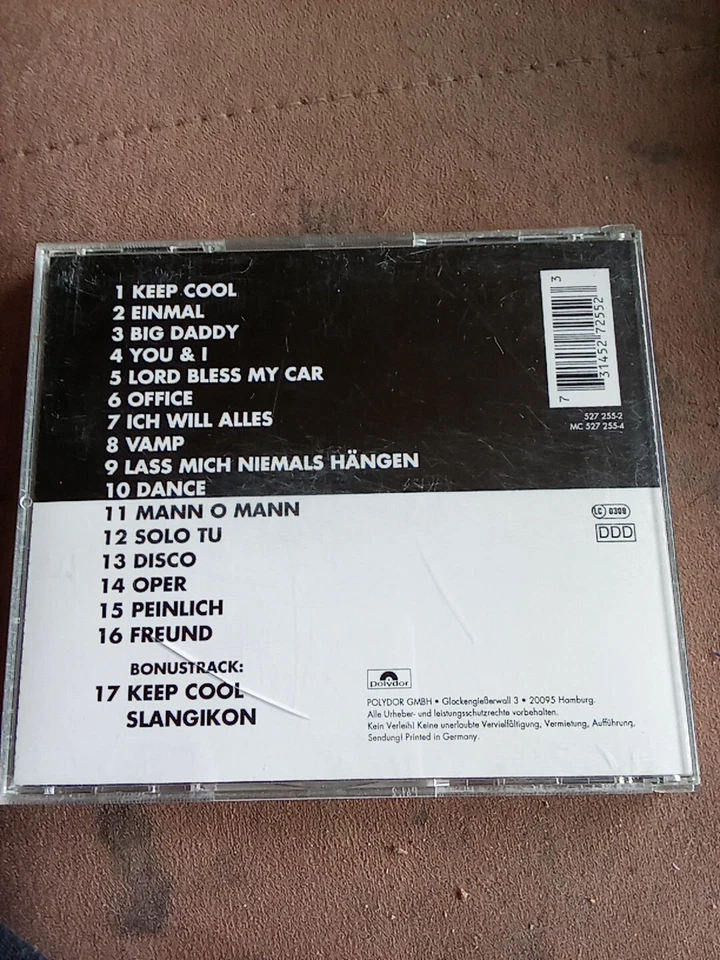 1 KEEP COOL
2 EINMAL
3 BIG DADDY
4 YOU & I
5 LORD BLESS MY CAR
6 OFFICE
7 ICH WILL ALLES
8 VAMP
9 LASS MICH NIEMALS HÄNGEN
10 DANCE
11 MANN O MANN
12 SOLO TU
13 DISCO
14 OPER
15 PEINLICH
16 FREUND
BONUSTRACK:
17 KEEP COOL
SLANGIKON
7 31452 72552 3
527 255-2
MC 527 255-4
LC 0309
DDD
Polydor
POLYDOR GMBH • Glockengießerwall 3 • 20095 Hamburg.
Alle Urheber- und leistungsschutzrechte vorbehalten.
Kein Verleih! Keine unerlaubte Vervielfältigung, Vermietung, Aufführung,
Sendung! Printed in Germany.